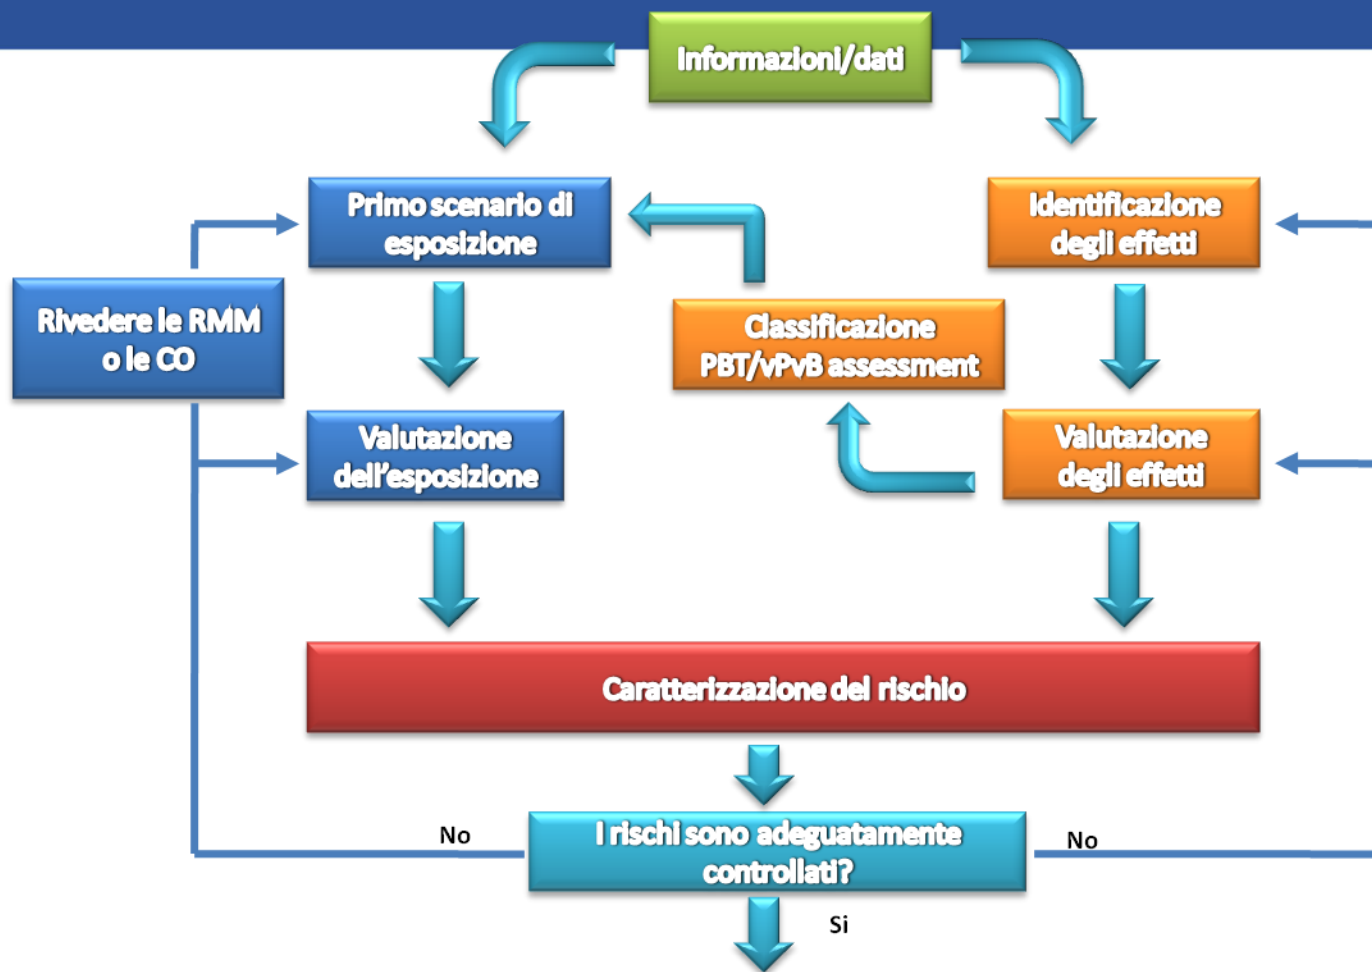 Informazioni/dati
Primo scenario di
esposizione
Identificazione
degli effetti
Rivedere le RMM
o le CO
Classificazione
PBT/vPvB assessment
Valutazione
dell'esposizione
Valutazione
degli effetti
Caratterizzazione del rischio
No
I rischi sono adeguatamente
controllati?
No
Si